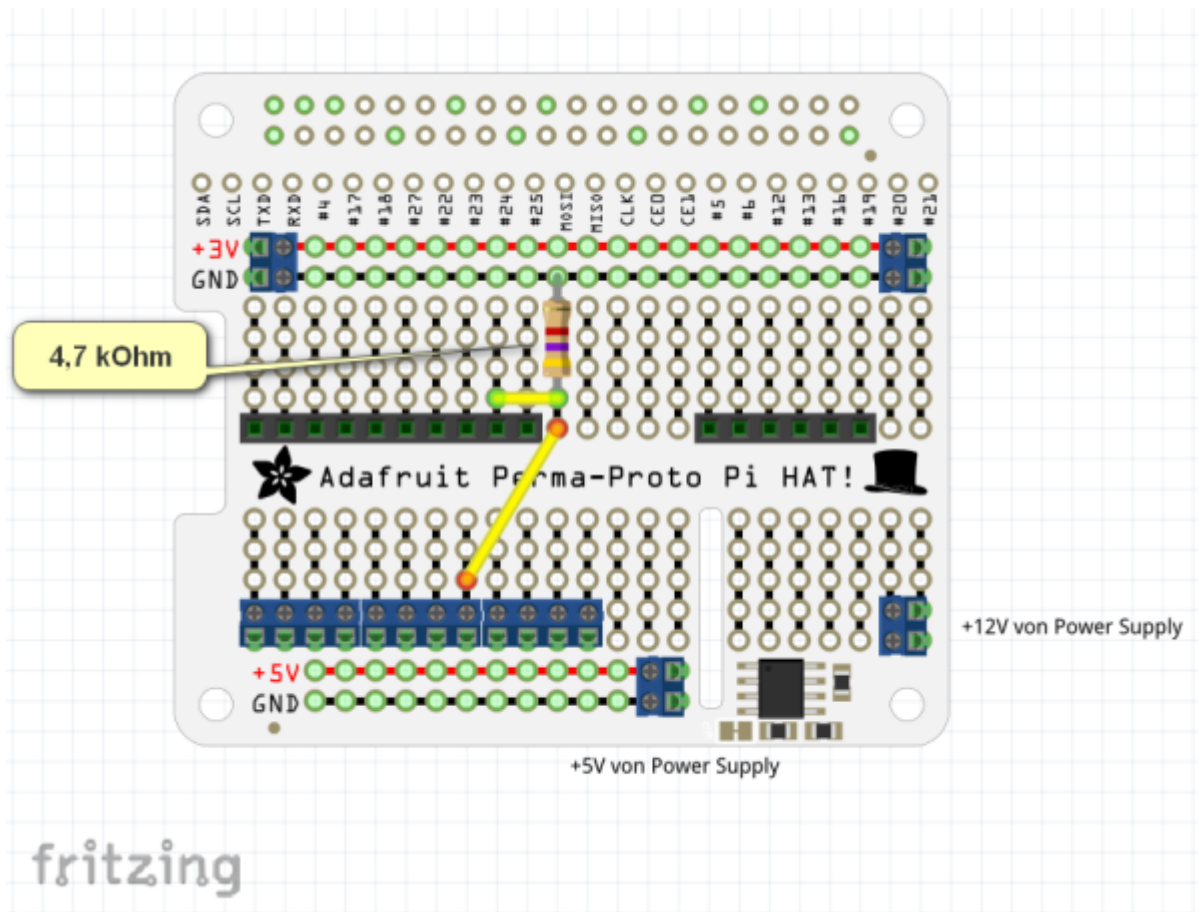 SDA
SCL
TXD
RXD
#4
#17
#18
#27
#22
#23
#24
#25
MOSI
MISO
CLK
CE0
CE1
#5
#6
#12
#13
#16
#19
#20
#21
+3V
GND
4,7 kOhm
Adafruit Perma-Proto Pi HAT!
+12V von Power Supply
+5V
GND
+5V von Power Supply
fritzing